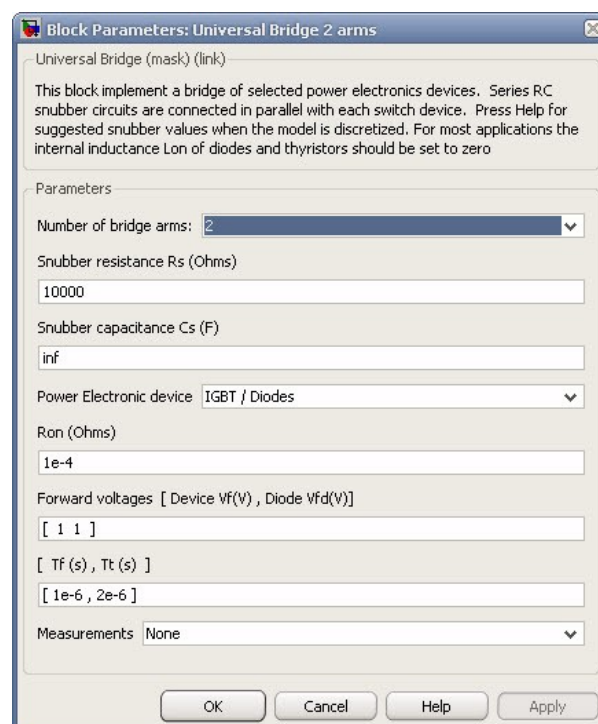 Block Parameters: Universal Bridge 2 arms
Universal Bridge (mask) (link)
This block implement a bridge of selected power electronics devices. Series RC
snubber circuits are connected in parallel with each switch device. Press Help for
suggested snubber values when the model is discretized. For most applications the
internal inductance Lon of diodes and thyristors should be set to zero
Parameters
Number of bridge arms: 2
Snubber resistance Rs (Ohms)
10000
Snubber capacitance Cs (F)
inf
Power Electronic device IGBT / Diodes
Ron (Ohms)
1e-4
Forward voltages [ Device Vf(V) , Diode Vfd(V)]
[ 1 1 ]
[ Tf (s) , Tt (s) ]
[ 1e-6 , 2e-6 ]
Measurements None
OK Cancel Help Apply